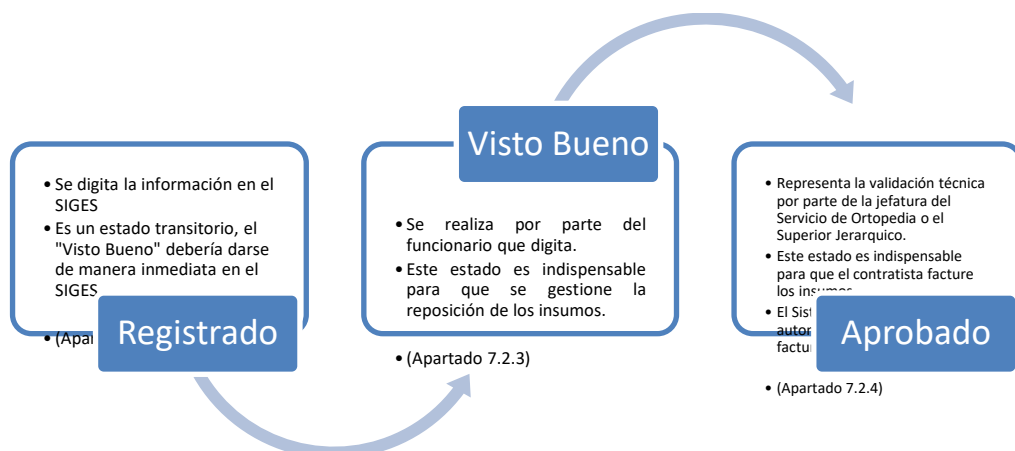 • Se digita la información en el
SIGES
• Es un estado transitorio, el
"Visto Bueno" debería darse
de manera inmediata en el
SIGES
Registrado
Visto Bueno
• Se realiza por parte del
funcionario que digita.
• Este estado es indispensable
para que se gestione la
reposición de los insumos.
• (Apartado 7.2.3)
• Representa la validación técnica
por parte de la jefatura del
Servicio de Ortopedia o el
Superior Jerarquico.
• Este estado es indispensable
para que el contratista facture
los insumos
• El
Aprobado
• (Apartado 7.2.4)